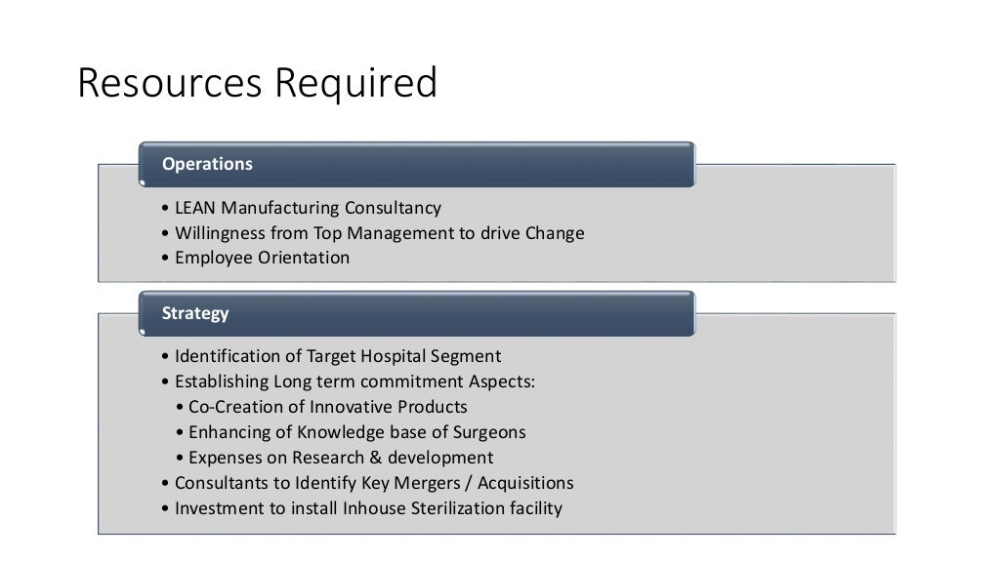 Resources Required
Operations
• LEAN Manufacturing Consultancy
• Willingness from Top Management to drive Change
• Employee Orientation
Strategy
• Identification of Target Hospital Segment
• Establishing Long term commitment Aspects:
• Co-Creation of Innovative Products
• Enhancing of Knowledge base of Surgeons
• Expenses on Research & development
• Consultants to Identify Key Mergers / Acquisitions
• Investment to install Inhouse Sterilization facility